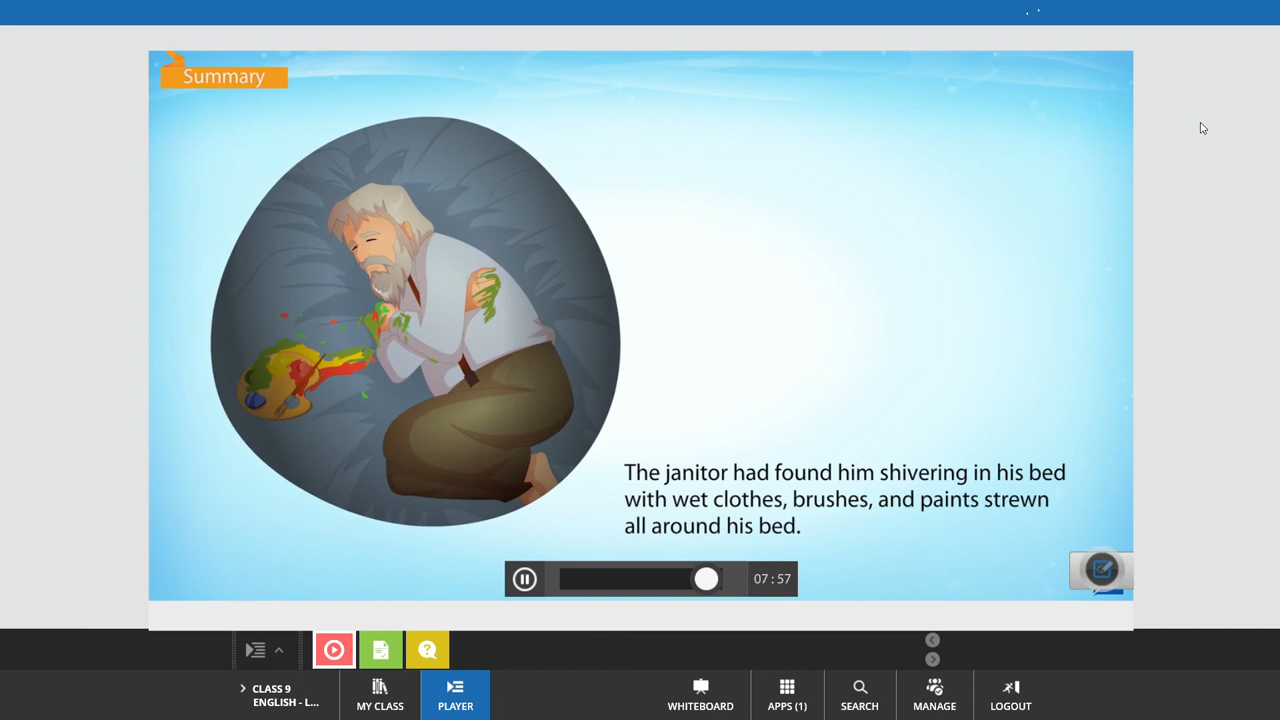 Summary
The janitor had found him shivering in his bed
with wet clothes, brushes, and paints strewn
all around his bed.
07 : 57
CLASS 9
ENGLISH - L...
MY CLASS
PLAYER
WHITEBOARD
APPS (1)
SEARCH
MANAGE
LOGOUT